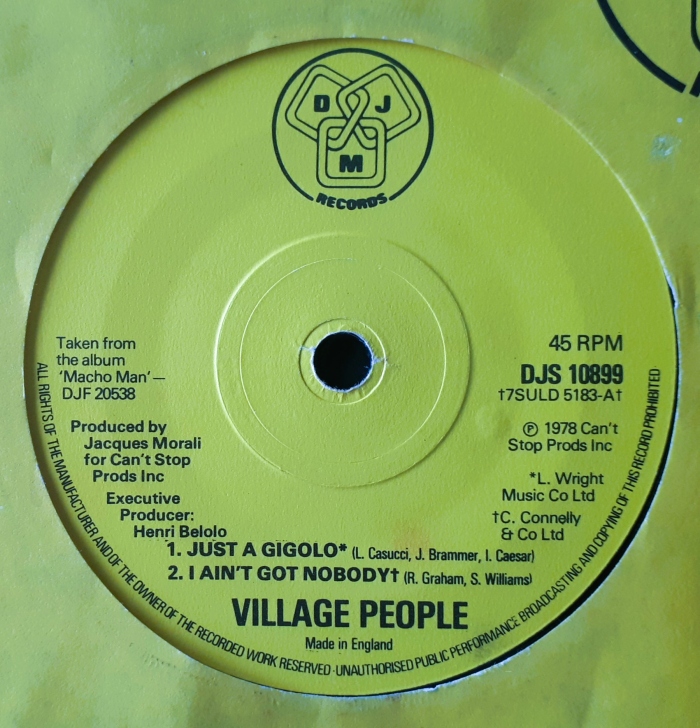 D J
M
RECORDS
Taken from
the album
'Macho Man'—
DJF 20538
Produced by
Jacques Morali
for Can't Stop
Prods Inc
Executive
Producer:
Henri Belolo
45 RPM
DJS 10899
†7SULD 5183-A†
℗ 1978 Can't
Stop Prods Inc
*L. Wright
Music Co Ltd
†C. Connelly
& Co Ltd
1. JUST A GIGOLO* (L. Casucci, J. Brammer, I. Caesar)
2. I AIN'T GOT NOBODY† (R. Graham, S. Williams)
VILLAGE PEOPLE
Made in England
ALL RIGHTS OF THE MANUFACTURER AND OF THE OWNER OF THE RECORDED WORK RESERVED · UNAUTHORISED PUBLIC PERFORMANCE BROADCASTING AND COPYING OF THIS RECORD PROHIBITED